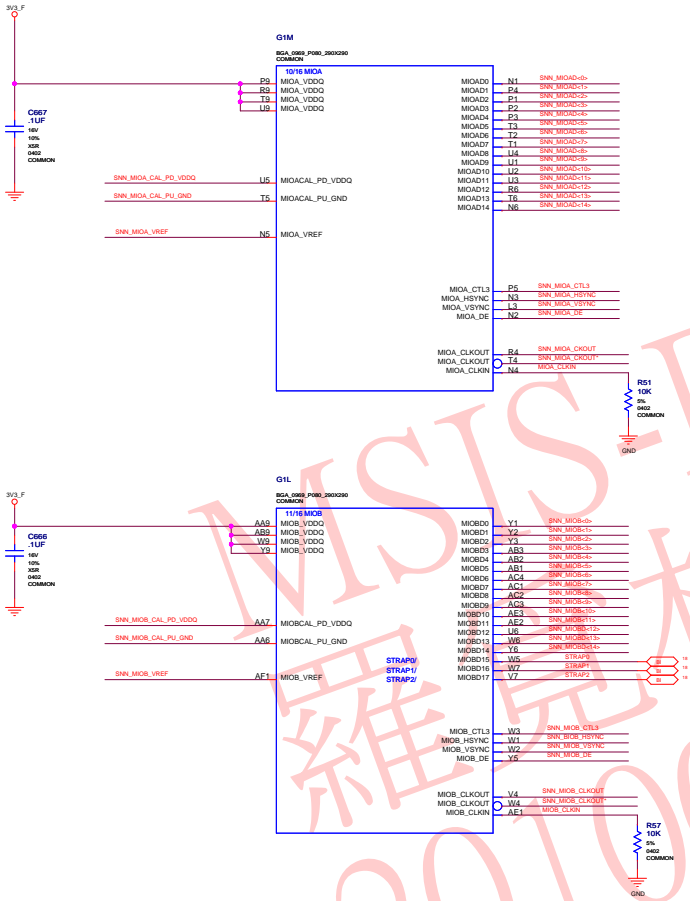 3V3_F
G1M
BGA_0969_P080_290X290
COMMON
10/16 MIOA
P9 MIOA_VDDQ
R9 MIOA_VDDQ
T9 MIOA_VDDQ
U9 MIOA_VDDQ
C667
.1UF
16V
10%
X5R
0402
COMMON
SNN_MIOA_CAL_PD_VDDQ U5 MIOACAL_PD_VDDQ
SNN_MIOA_CAL_PU_GND T5 MIOACAL_PU_GND
SNN_MIOA_VREF N5 MIOA_VREF
MIOAD0 N1 SNN_MIOAD<0>
MIOAD1 P4 SNN_MIOAD<1>
MIOAD2 P1 SNN_MIOAD<2>
MIOAD3 P2 SNN_MIOAD<3>
MIOAD4 P3 SNN_MIOAD<4>
MIOAD5 T3 SNN_MIOAD<5>
MIOAD6 T2 SNN_MIOAD<6>
MIOAD7 T1 SNN_MIOAD<7>
MIOAD8 U4 SNN_MIOAD<8>
MIOAD9 U1 SNN_MIOAD<9>
MIOAD10 U2 SNN_MIOAD<10>
MIOAD11 U3 SNN_MIOAD<11>
MIOAD12 R6 SNN_MIOAD<12>
MIOAD13 T6 SNN_MIOAD<13>
MIOAD14 N6 SNN_MIOAD<14>
MIOA_CTL3 P5 SNN_MIOA_CTL3
MIOA_HSYNC N3 SNN_MIOA_HSYNC
MIOA_VSYNC L3 SNN_MIOA_VSYNC
MIOA_DE N2 SNN_MIOA_DE
MIOA_CLKOUT R4 SNN_MIOA_CKOUT
MIOA_CLKOUT T4 SNN_MIOA_CKOUT*
MIOA_CLKIN N4 MIOA_CLKIN
R51
10K
5%
0402
COMMON
GND
3V3_F
G1L
BGA_0969_P080_290X290
COMMON
11/16 MIOB
AA9 MIOB_VDDQ
AB9 MIOB_VDDQ
W9 MIOB_VDDQ
Y9 MIOB_VDDQ
C666
.1UF
16V
10%
X5R
0402
COMMON
SNN_MIOB_CAL_PD_VDDQ AA7 MIOBCAL_PD_VDDQ
SNN_MIOB_CAL_PU_GND AA6 MIOBCAL_PU_GND
SNN_MIOB_VREF AF1 MIOB_VREF
MIOBD0 Y1 SNN_MIOB<0>
MIOBD1 Y2 SNN_MIOB<1>
MIOBD2 Y3 SNN_MIOB<2>
MIOBD3 AB3 SNN_MIOB<3>
MIOBD4 AB2 SNN_MIOB<4>
MIOBD5 AB1 SNN_MIOB<5>
MIOBD6 AC4 SNN_MIOB<6>
MIOBD7 AC1 SNN_MIOB<7>
MIOBD8 AC2 SNN_MIOB<8>
MIOBD9 AC3 SNN_MIOB<9>
MIOBD10 AE3 SNN_MIOB<10>
MIOBD11 AE2 SNN_MIOB<11>
MIOBD12 U6 SNN_MIOBD<12>
MIOBD13 W6 SNN_MIOBD<13>
MIOBD14 Y6 SNN_MIOBD<14>
STRAP0/ MIOBD15 W5 STRAP0
STRAP1/ MIOBD16 W7 STRAP1
STRAP2/ MIOBD17 V7 STRAP2
MIOB_CTL3 W3 SNN_MIOB_CTL3
MIOB_HSYNC W1 SNN_BIOB_HSYNC
MIOB_VSYNC W2 SNN_MIOB_VSYNC
MIOB_DE Y5 SNN_MIOB_DE
MIOB_CLKOUT V4 SNN_MIOB_CLKOUT
MIOB_CLKOUT W4 SNN_MIOB_CLKOUT*
MIOB_CLKIN AE1 MIOB_CLKIN
R57
10K
5%
0402
COMMON
GND
MSIS-
羅亮